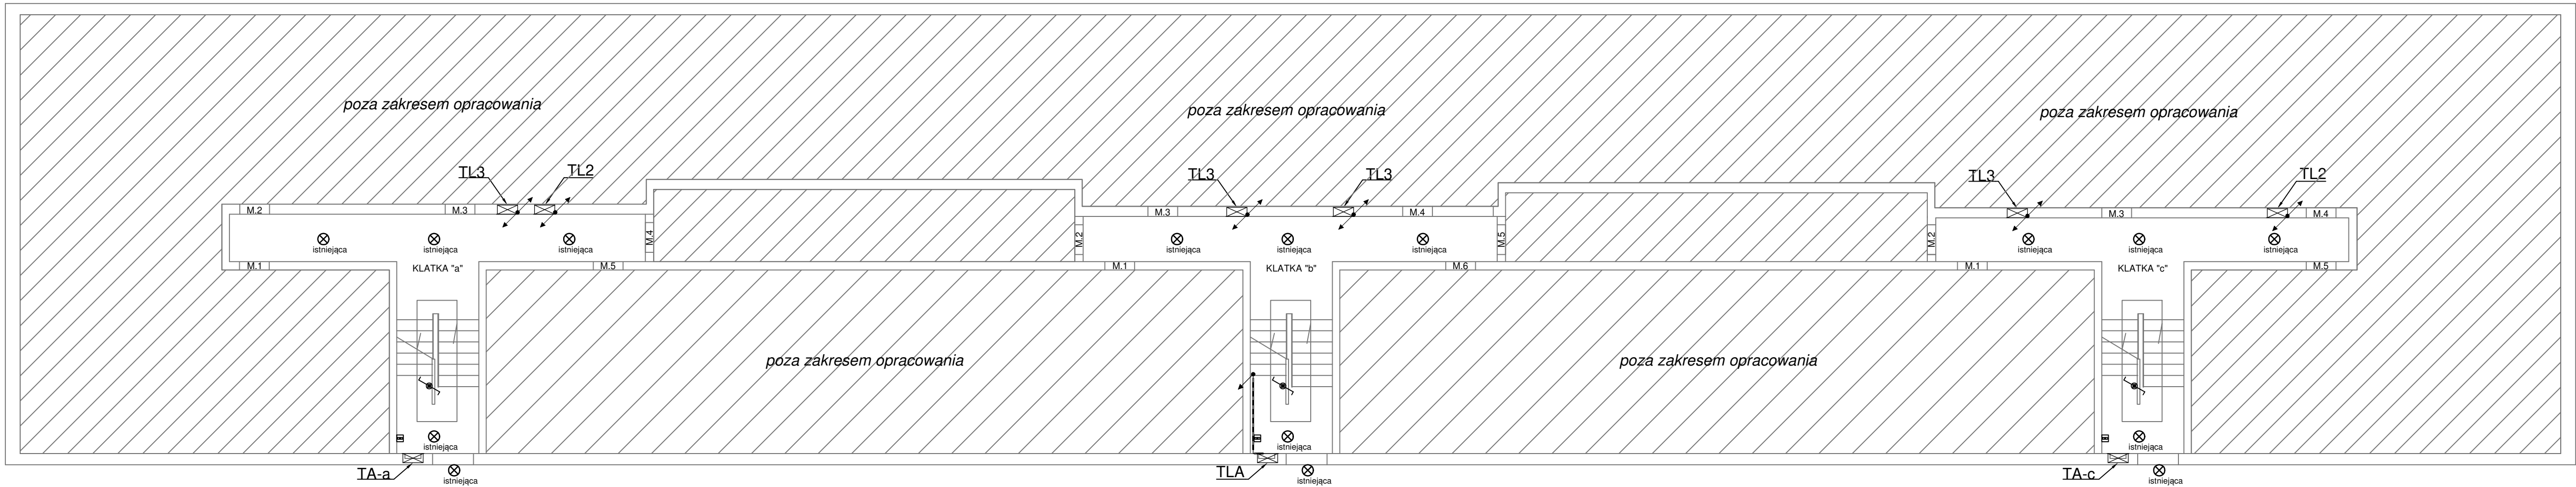 poza zakresem opracowania
poza zakresem opracowania
poza zakresem opracowania
TL3
TL2
TL3
TL3
TL3
TL2
M.2
M.3
M.3
M.4
M.3
M.4
M.4
M.2
M.5
M.2
istniejąca
istniejąca
istniejąca
istniejąca
istniejąca
istniejąca
istniejąca
istniejąca
istniejąca
M.1
KLATKA "a"
M.5
M.1
KLATKA "b"
M.6
M.1
KLATKA "c"
M.5
poza zakresem opracowania
poza zakresem opracowania
istniejąca
istniejąca
istniejąca
TA-a
istniejąca
TLA
istniejąca
TA-c
istniejąca